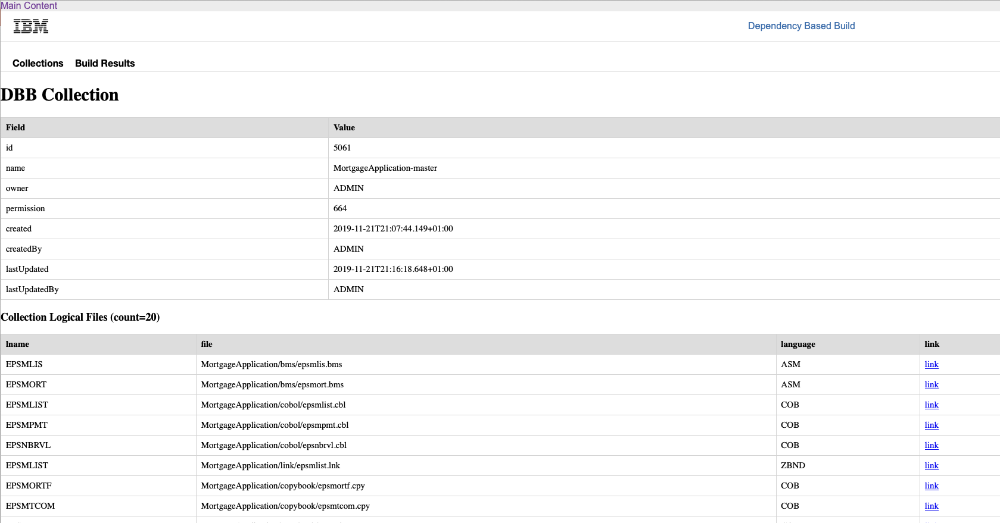 Main Content
IBM
Dependency Based Build
Collections Build Results
DBB Collection
Field Value
id 5061
name MortgageApplication-master
owner ADMIN
permission 664
created 2019-11-21T21:07:44.149+01:00
createdBy ADMIN
lastUpdated 2019-11-21T21:16:18.648+01:00
lastUpdatedBy ADMIN
Collection Logical Files (count=20)
lname file language link
EPSMLIS MortgageApplication/bms/epsmlis.bms ASM link
EPSMORT MortgageApplication/bms/epsmort.bms ASM link
EPSMLIST MortgageApplication/cobol/epsmlist.cbl COB link
EPSMPMT MortgageApplication/cobol/epsmpmt.cbl COB link
EPSNBRVL MortgageApplication/cobol/epsnbrvl.cbl COB link
EPSMLIST MortgageApplication/link/epsmlist.lnk ZBND link
EPSMORTF MortgageApplication/copybook/epsmortf.cpy COB link
EPSMTCOM MortgageApplication/copybook/epsmtcom.cpy COB link